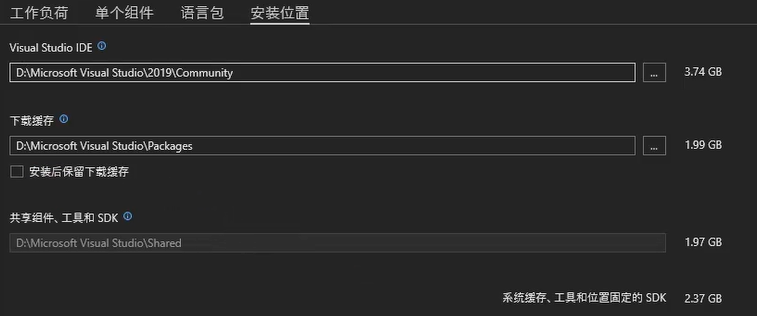 工作负荷 单个组件 语言包 安装位置
Visual Studio IDE
D:\Microsoft Visual Studio\2019\Community ... 3.74 GB
下载缓存
D:\Microsoft Visual Studio\Packages ... 1.99 GB
安装后保留下载缓存
共享组件、工具和 SDK
D:\Microsoft Visual Studio\Shared 1.97 GB
系统缓存、工具和位置固定的 SDK 2.37 GB